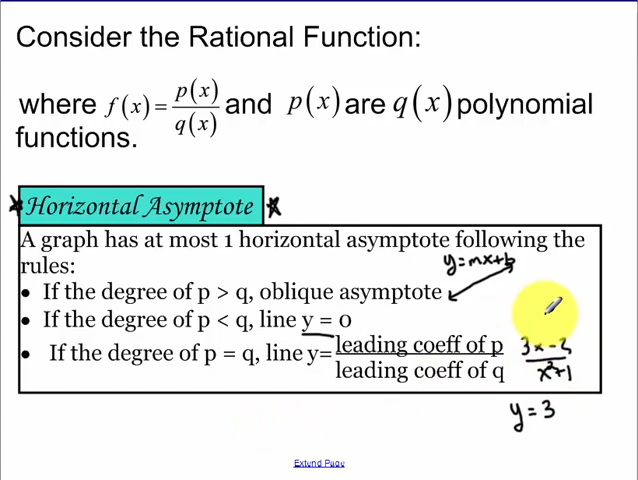 Consider the Rational Function:
where f(x) = p(x)/q(x) and p(x) are q(x) polynomial
functions.
* Horizontal Asymptote *
A graph has at most 1 horizontal asymptote following the
rules:
y=mx+b
• If the degree of p > q, oblique asymptote
• If the degree of p < q, line y = 0
• If the degree of p = q, line y= leading coeff of p
leading coeff of q
3x-2
x²+1
y = 3
Extend Page